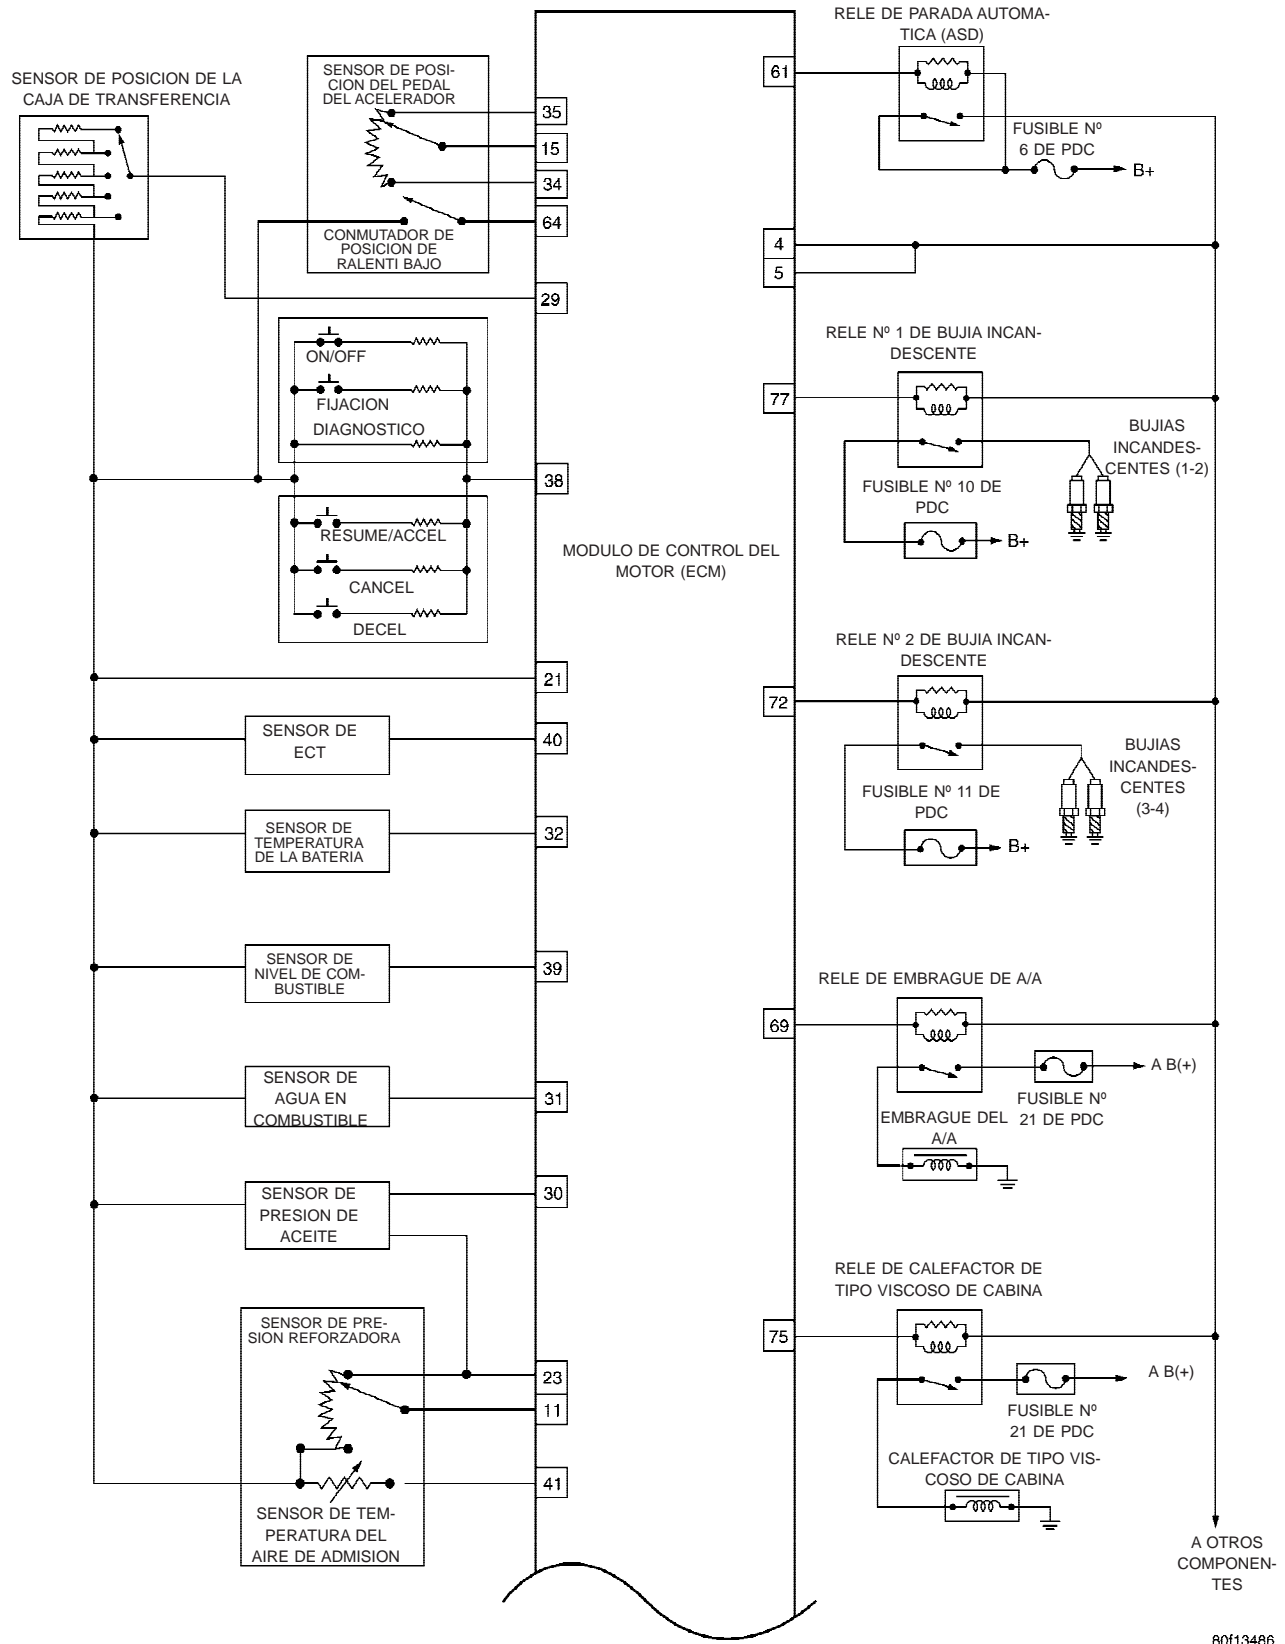 RELE DE PARADA AUTOMA-
TICA (ASD)
61
FUSIBLE Nº
6 DE PDC
B+
SENSOR DE POSICION DE LA
CAJA DE TRANSFERENCIA
SENSOR DE POSI-
CION DEL PEDAL
DEL ACELERADOR
35
15
34
64
CONMUTADOR DE
POSICION DE
RALENTI BAJO
4
5
29
ON/OFF
FIJACION
DIAGNOSTICO
38
RESUME/ACCEL
CANCEL
DECEL
RELE Nº 1 DE BUJIA INCAN-
DESCENTE
77
BUJIAS
INCANDES-
CENTES (1-2)
FUSIBLE Nº 10 DE
PDC
B+
MODULO DE CONTROL DEL
MOTOR (ECM)
RELE Nº 2 DE BUJIA INCAN-
DESCENTE
72
BUJIAS
INCANDES-
CENTES
(3-4)
FUSIBLE Nº 11 DE
PDC
B+
21
SENSOR DE
ECT
40
SENSOR DE
TEMPERATURA
DE LA BATERIA
32
SENSOR DE
NIVEL DE COM-
BUSTIBLE
39
SENSOR DE
AGUA EN
COMBUSTIBLE
31
SENSOR DE
PRESION DE
ACEITE
30
RELE DE EMBRAGUE DE A/A
69
A B(+)
FUSIBLE Nº
21 DE PDC
EMBRAGUE DEL
A/A
SENSOR DE PRE-
SION REFORZADORA
23
11
41
SENSOR DE TEM-
PERATURA DEL
AIRE DE ADMISION
RELE DE CALEFACTOR DE
TIPO VISCOSO DE CABINA
75
A B(+)
FUSIBLE Nº
21 DE PDC
CALEFACTOR DE TIPO VIS-
COSO DE CABINA
A OTROS
COMPONEN-
TES
80f13486